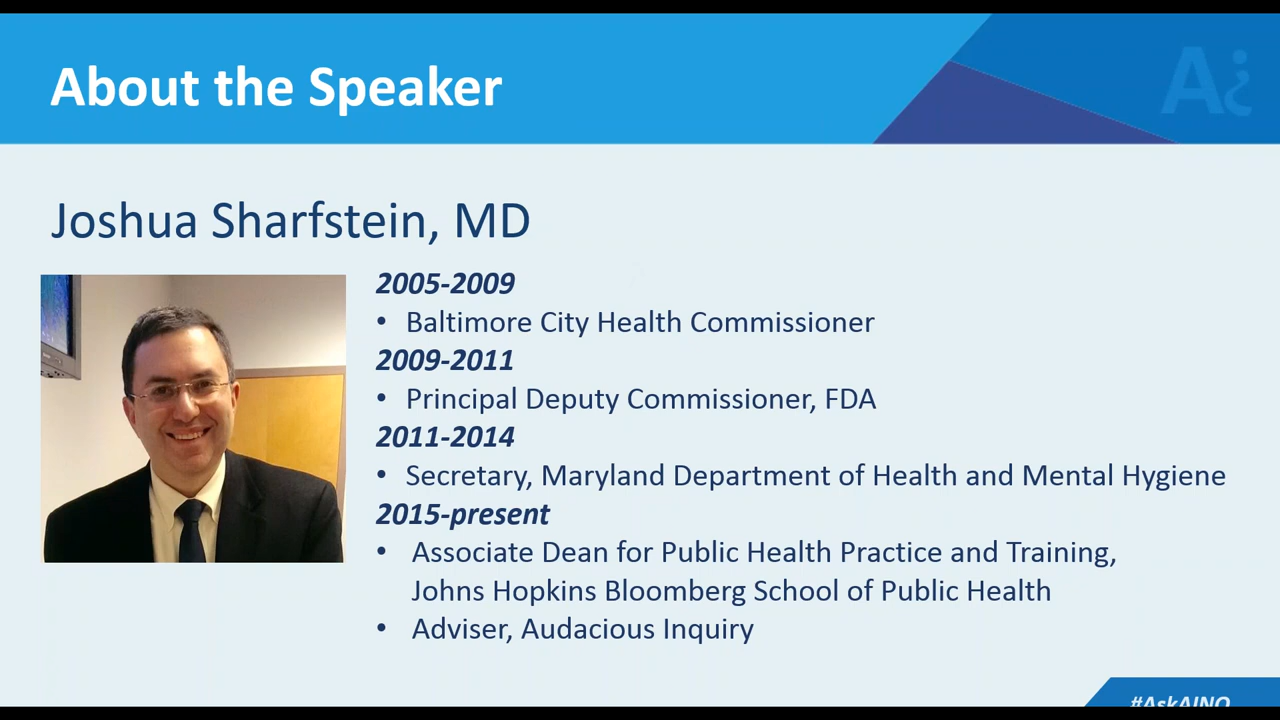 About the Speaker
A¿
Joshua Sharfstein, MD
2005-2009
• Baltimore City Health Commissioner
2009-2011
• Principal Deputy Commissioner, FDA
2011-2014
• Secretary, Maryland Department of Health and Mental Hygiene
2015-present
• Associate Dean for Public Health Practice and Training,
Johns Hopkins Bloomberg School of Public Health
• Adviser, Audacious Inquiry
#AskAINQ